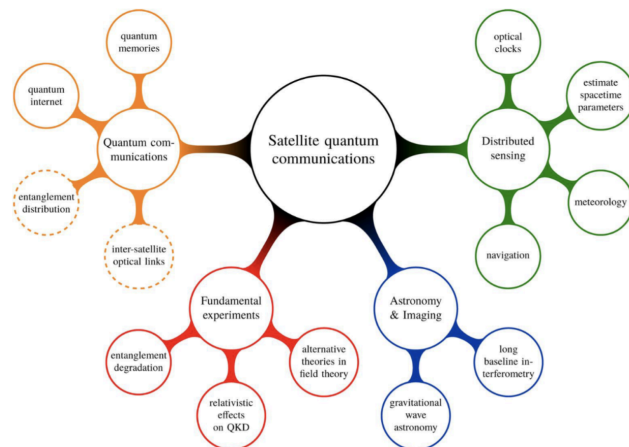 quantum
memories
quantum
internet
Quantum com-
munications
entanglement
distribution
inter-satellite
optical links
Satellite quantum
communications
optical
clocks
estimate
spacetime
parameters
Distributed
sensing
meteorology
navigation
Fundamental
experiments
entanglement
degradation
relativistic
effects
on QKD
alternative
theories in
field theory
Astronomy
& Imaging
gravitational
wave
astronomy
long
baseline in-
terferometry